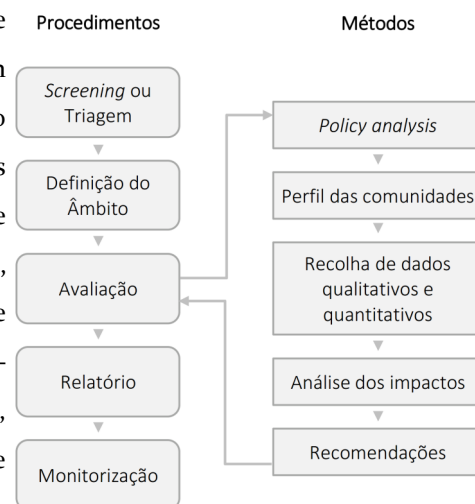 Procedimentos
Screening ou
Triagem
Definição do
Âmbito
Avaliação
Relatório
Monitorização
Métodos
Policy analysis
Perfil das comunidades
Recolha de dados
qualitativos e
quantitativos
Análise dos impactos
Recomendações